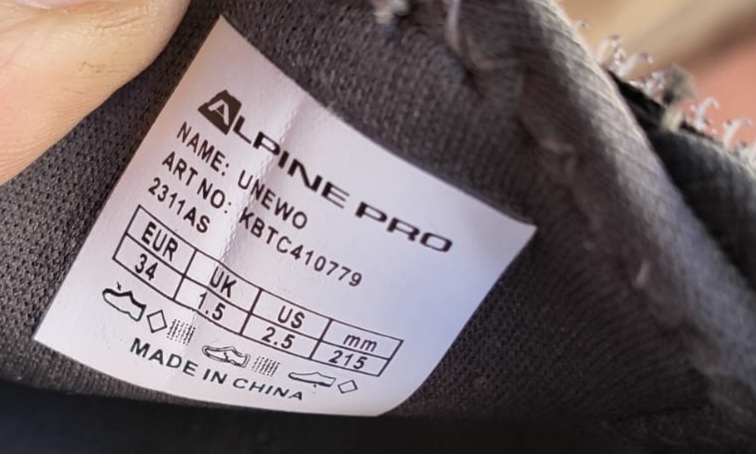 ALPINE PRO
NAME: UNEWO
ART NO: KBTC410779
2311AS
EUR UK US mm
34 1.5 2.5 215
MADE IN CHINA